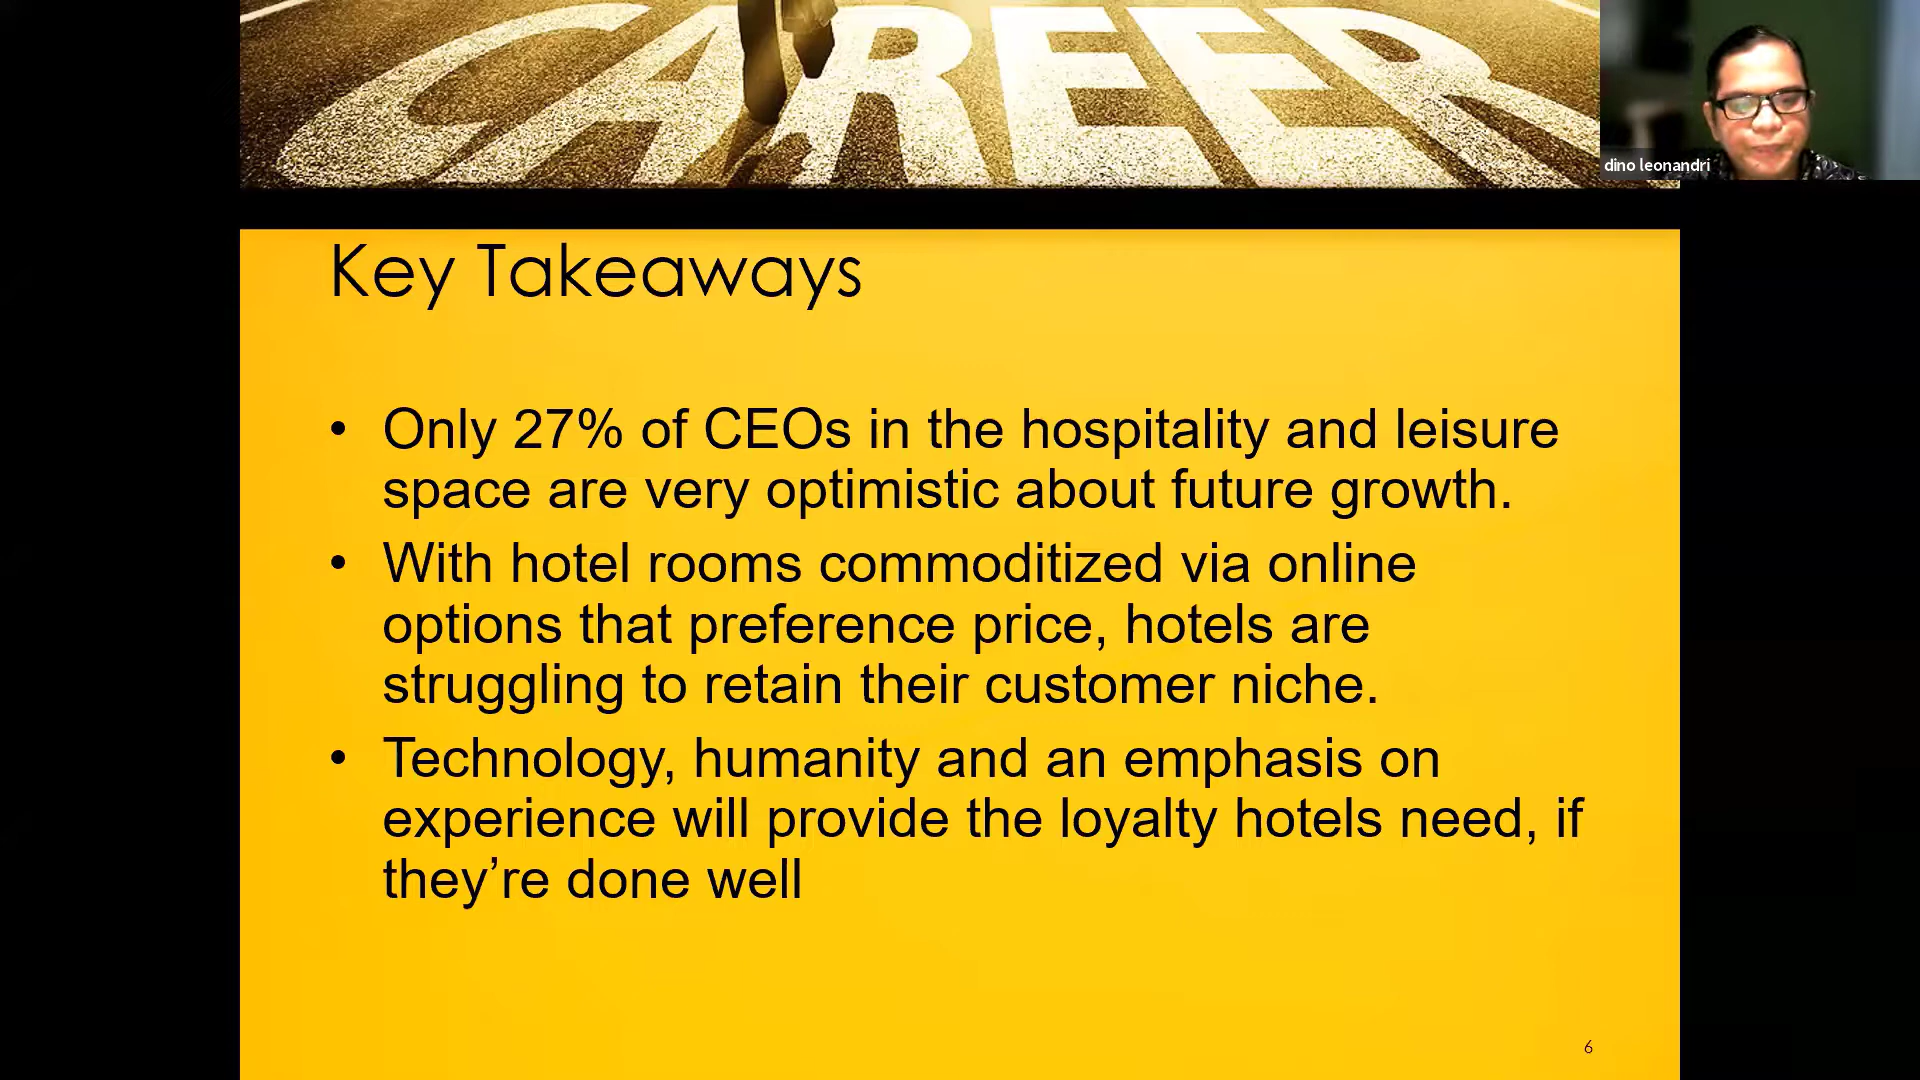 CAREER
dino leonandri
Key Takeaways
• Only 27% of CEOs in the hospitality and leisure
space are very optimistic about future growth.
• With hotel rooms commoditized via online
options that preference price, hotels are
struggling to retain their customer niche.
• Technology, humanity and an emphasis on
experience will provide the loyalty hotels need, if
they’re done well
6